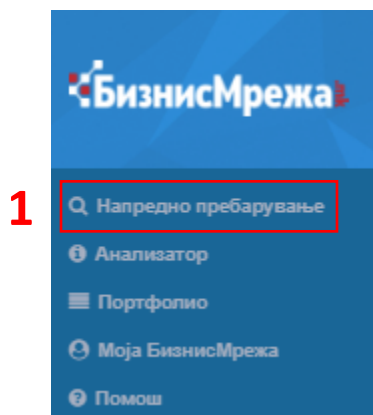 БизнисМрежа.mk
1
Напредно пребарување
Анализатор
Портфолио
Моја БизнисМрежа
Помош